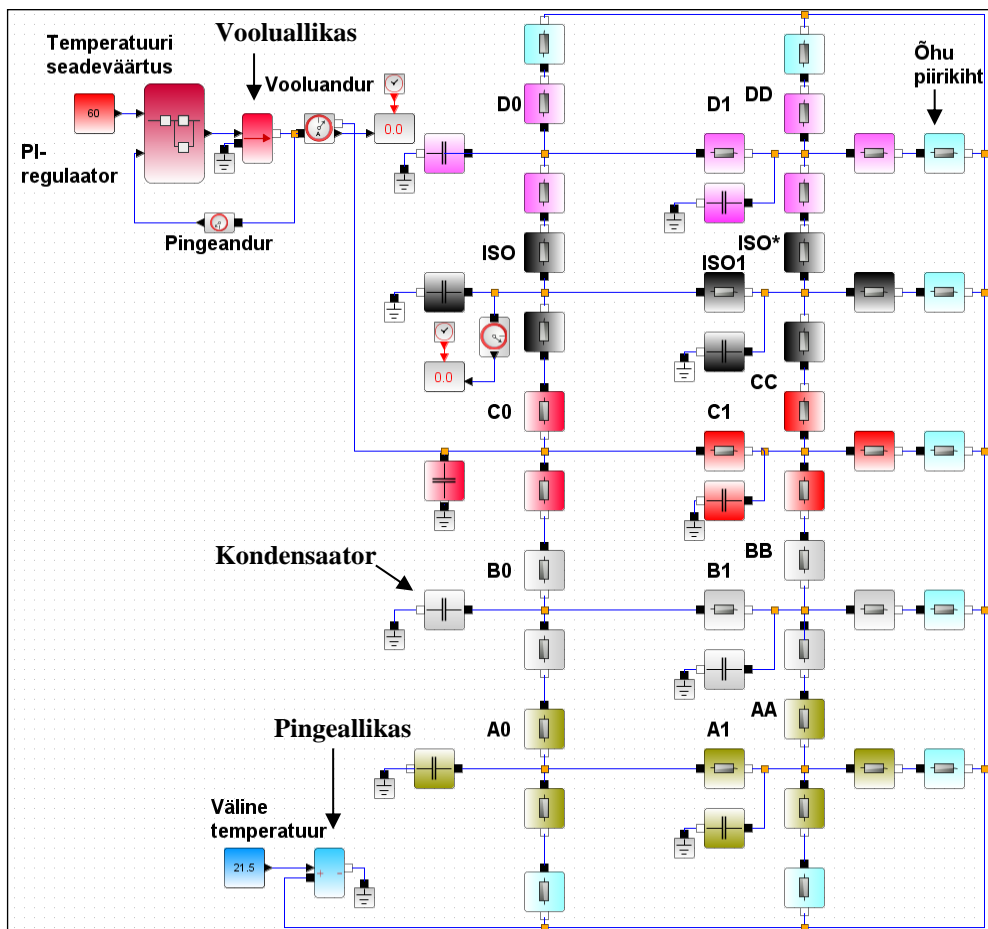 Temperatuuri
seadeväärtus
Vooluallikas
Vooluandur
Õhu
piirikiht
60
A
0.0
D0
D1
DD
PI-
regulaator
Pingeandur
ISO
ISO*
ISO1
0.0
CC
C0
C1
Kondensaator
BB
B0
B1
Pingeallikas
AA
A0
A1
Väline
temperatuur
21.5
+ -